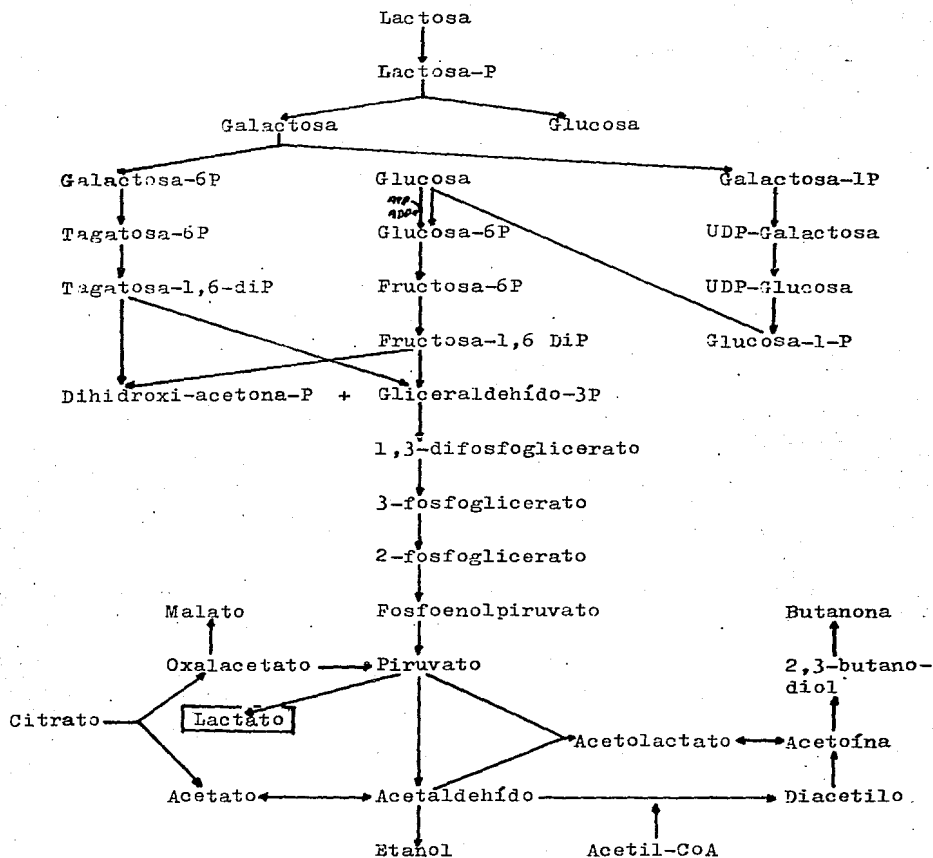 Lactosa
Lactosa-P
Galactosa Glucosa
Galactosa-6P Glucosa Galactosa-1P
ATP
ADP
Tagatosa-6P Glucosa-6P UDP-Galactosa
Tagatosa-1,6-diP Fructosa-6P UDP-Glucosa
Fructosa-1,6 DiP Glucosa-1-P
Dihidroxi-acetona-P + Gliceraldehído-3P
1,3-difosfoglicerato
3-fosfoglicerato
2-fosfoglicerato
Malato Fosfoenolpiruvato Butanona
Oxalacetato Piruvato 2,3-butano-
diol
Citrato Lactato Acetolactato Acetoína
Acetato Acetaldehído Diacetilo
Etanol Acetil-CoA